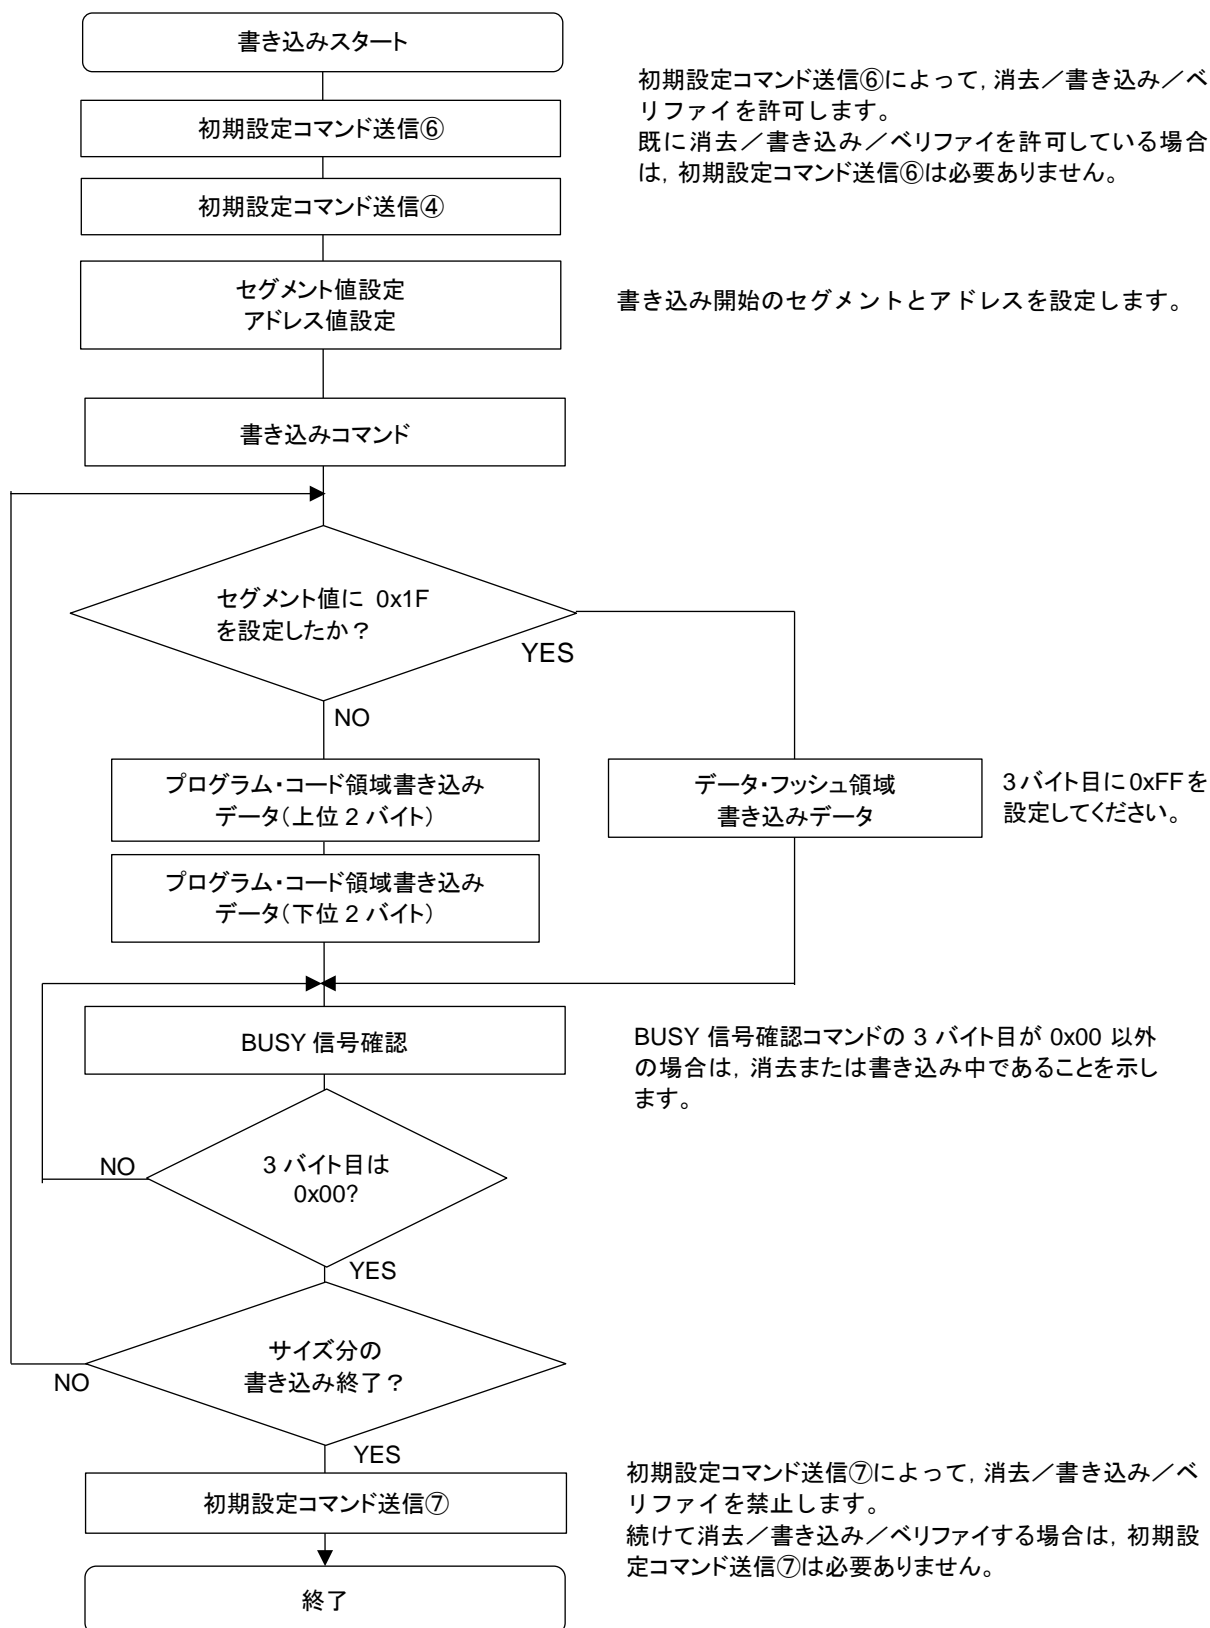 書き込みスタート
初期設定コマンド送信⑥によって,消去／書き込み／ベ
リファイを許可します。
既に消去／書き込み／ベリファイを許可している場合
は,初期設定コマンド送信⑥は必要ありません。
初期設定コマンド送信⑥
初期設定コマンド送信④
セグメント値設定
アドレス値設定
書き込み開始のセグメントとアドレスを設定します。
書き込みコマンド
セグメント値に 0x1F
を設定したか？
YES
NO
プログラム・コード領域書き込み
データ（上位 2 バイト）
データ・フッシュ領域
書き込みデータ
3 バイト目に 0xFF を
設定してください。
プログラム・コード領域書き込み
データ（下位 2 バイト）
BUSY 信号確認
BUSY 信号確認コマンドの 3 バイト目が 0x00 以外
の場合は,消去または書き込み中であることを示し
ます。
NO
3 バイト目は
0x00?
YES
サイズ分の
書き込み終了？
NO
YES
初期設定コマンド送信⑦
初期設定コマンド送信⑦によって,消去／書き込み／ベ
リファイを禁止します。
続けて消去／書き込み／ベリファイする場合は,初期設
定コマンド送信⑦は必要ありません。
終了